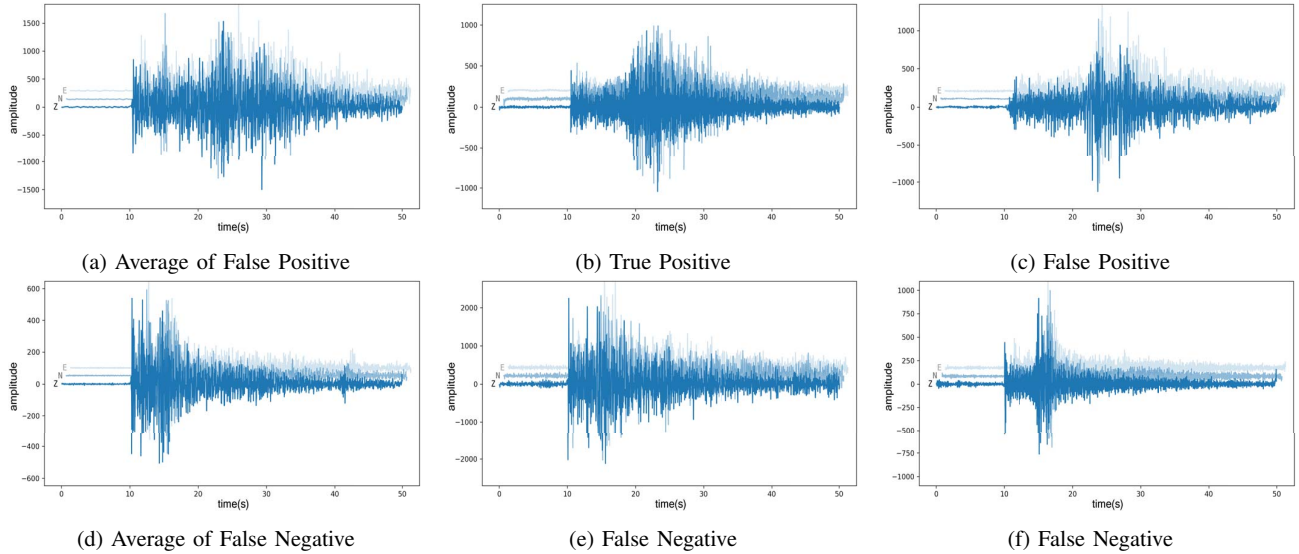 1500
1000
500
0
−500
−1000
−1500
amplitude
E
N
Z
0 10 20 30 40 50
time(s)
(a) Average of False Positive
1000
500
0
−500
−1000
amplitude
E
N
Z
0 10 20 30 40 50
time(s)
(b) True Positive
1000
500
0
−500
−1000
amplitude
E
N
Z
0 10 20 30 40 50
time(s)
(c) False Positive
600
400
200
0
−200
−400
−600
amplitude
E
N
Z
0 10 20 30 40 50
time(s)
(d) Average of False Negative
2000
1000
0
−1000
−2000
amplitude
E
N
Z
0 10 20 30 40 50
time(s)
(e) False Negative
1000
750
500
250
0
−250
−500
−750
−1000
amplitude
E
N
Z
0 10 20 30 40 50
time(s)
(f) False Negative